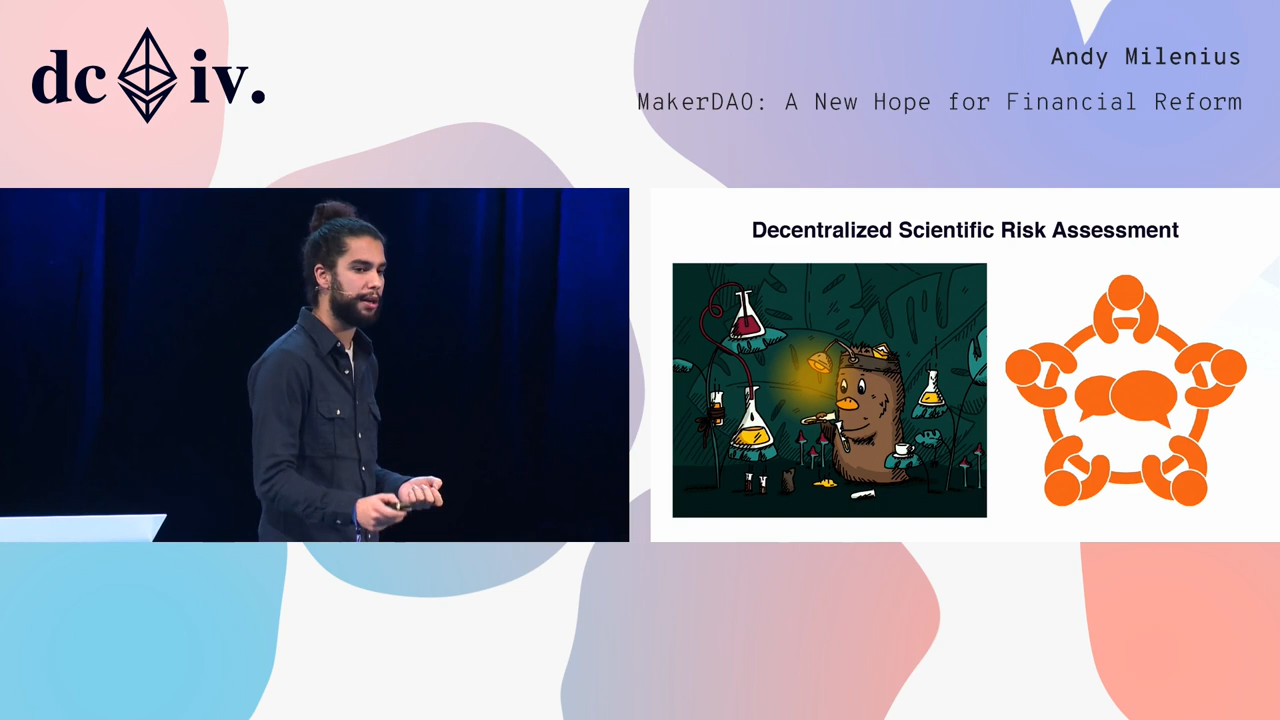 dc iv.
Andy Milenius
MakerDAO: A New Hope for Financial Reform
Decentralized Scientific Risk Assessment